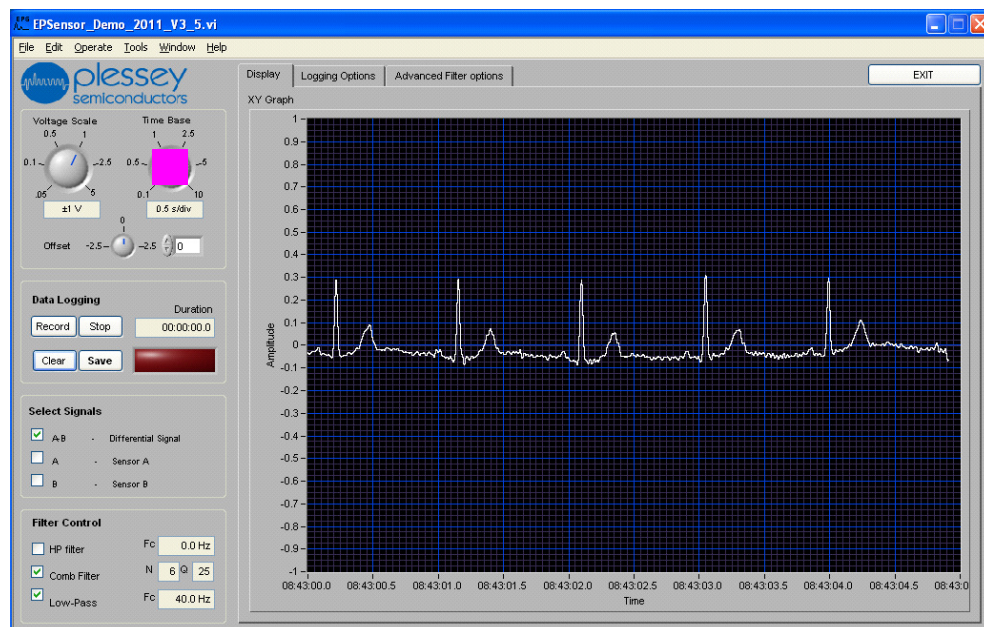 EPSensor_Demo_2011_V3_5.vi
File Edit Operate Tools Window Help
plessey
semiconductors
Display Logging Options Advanced Filter options EXIT
XY Graph
Voltage Scale Time Base
0.5 1 1 2.5
0.1 2.5 0.5 5
.05 5 0.1 10
±1 V 0.5 s/div
0
Offset -2.5 2.5 0
Data Logging
Duration
Record Stop 00:00:00.0
Clear Save
Select Signals
A-B - Differential Signal
A - Sensor A
B - Sensor B
Filter Control
HP filter Fc 0.0 Hz
Comb Filter N 6 Q 25
Low-Pass Fc 40.0 Hz
Amplitude
1
0.9
0.8
0.7
0.6
0.5
0.4
0.3
0.2
0.1
0
-0.1
-0.2
-0.3
-0.4
-0.5
-0.6
-0.7
-0.8
-0.9
-1
08:43:00.0 08:43:00.5 08:43:01.0 08:43:01.5 08:43:02.0 08:43:02.5 08:43:03.0 08:43:03.5 08:43:04.0 08:43:04.5 08:43:0
Time